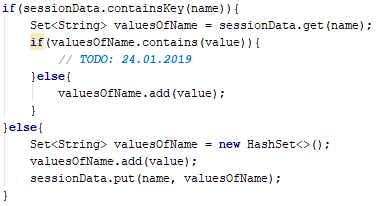 if(sessionData.containsKey(name)){
    Set<String> valuesOfName = sessionData.get(name);
    if(valuesOfName.contains(value)){
        // TODO: 24.01.2019
    }else{
        valuesOfName.add(value);
    }
}else{
    Set<String> valuesOfName = new HashSet<>();
    valuesOfName.add(value);
    sessionData.put(name, valuesOfName);
}